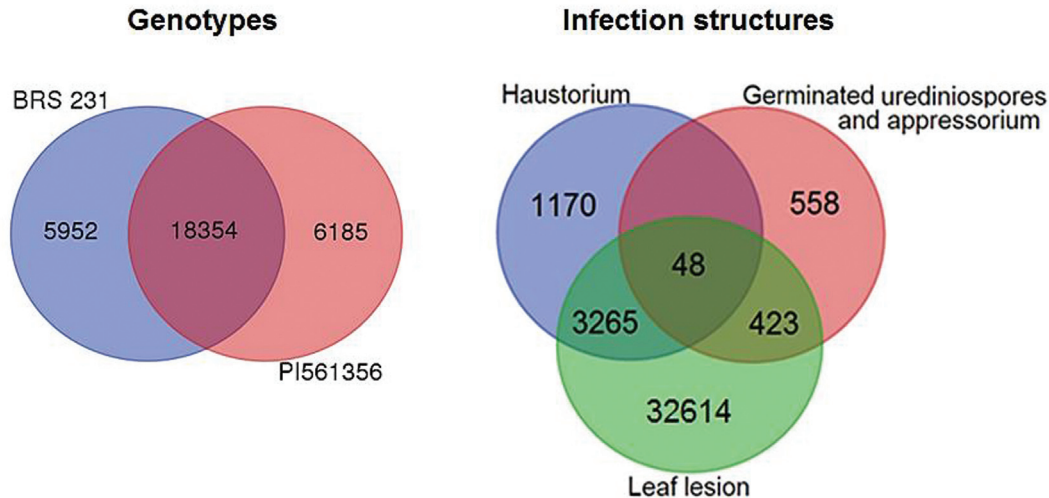 Genotypes
BRS 231
5952
18354
6185
PI561356
Infection structures
Haustorium
Germinated urediniospores
and appressorium
1170
558
48
3265
423
32614
Leaf lesion